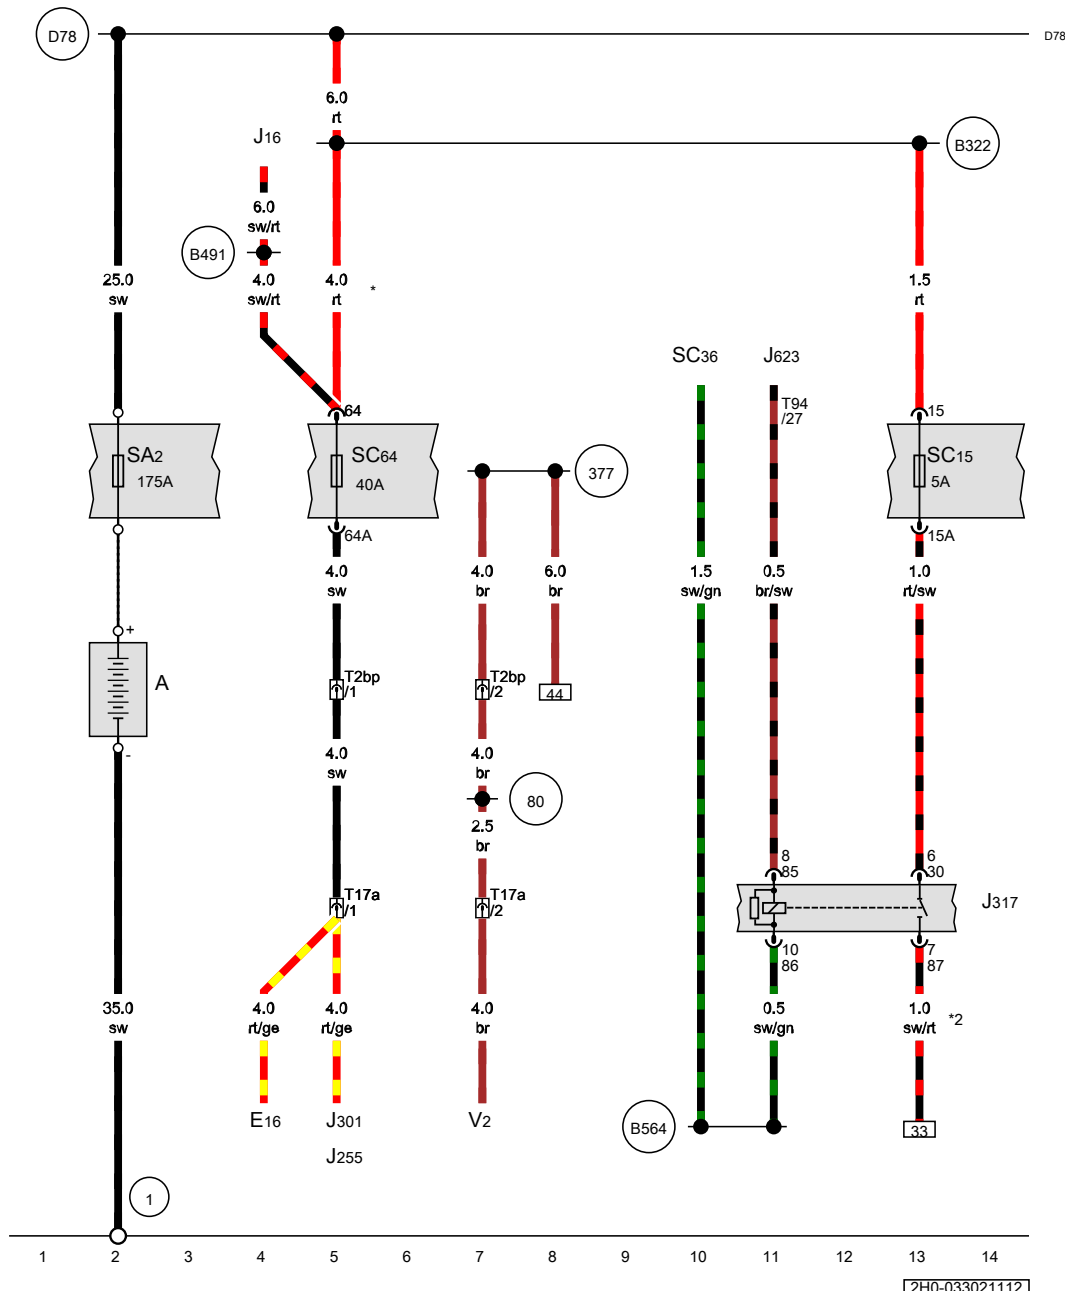 D78
D78
6.0
rt
J16
B322
6.0
sw/rt
B491
25.0
sw
4.0
sw/rt
4.0
rt
*
1.5
rt
SC36
J623
T94
/27
64
15
SA2
175A
SC64
40A
377
SC15
5A
64A
15A
4.0
sw
4.0
br
6.0
br
1.5
sw/gn
0.5
br/sw
1.0
rt/sw
+
A
T2bp
/1
T2bp
/2
44
-
4.0
sw
4.0
br
80
2.5
br
8
85
6
30
T17a
/1
T17a
/2
J317
10
86
7
87
35.0
sw
4.0
rt/ge
4.0
rt/ge
4.0
br
0.5
sw/gn
1.0
sw/rt
*2
E16
J301
V2
B564
33
J255
1
1 2 3 4 5 6 7 8 9 10 11 12 13 14
2H0-033021112